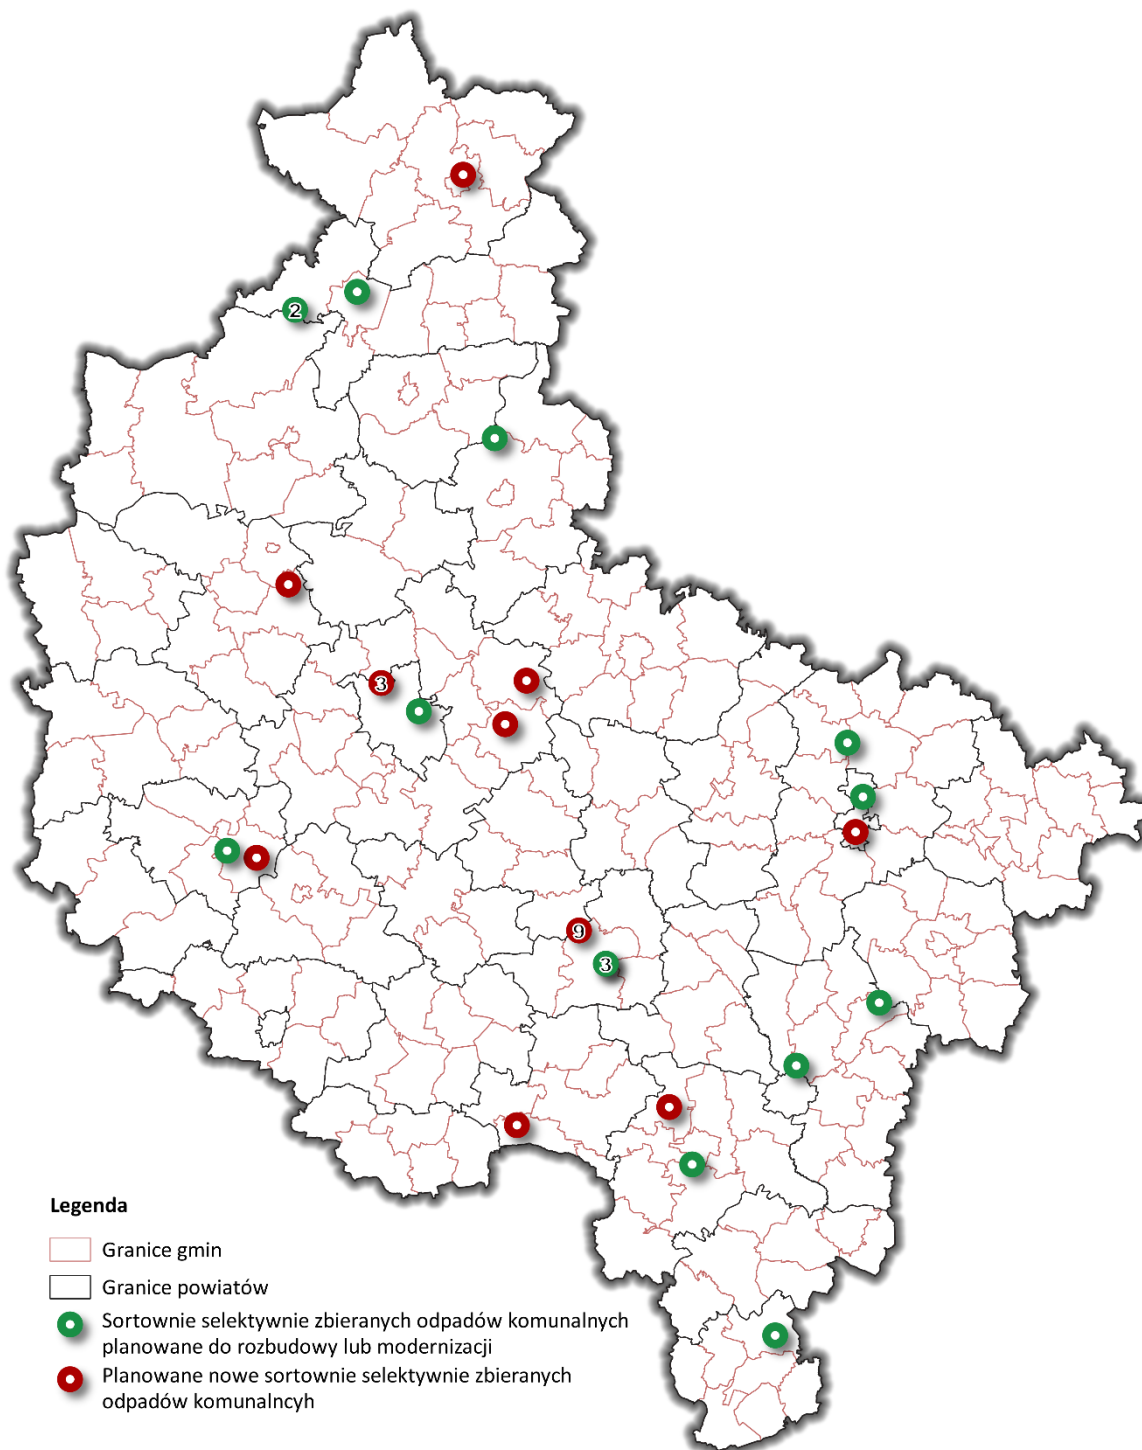 2
3
9
3
Legenda
Granice gmin
Granice powiatów
Sortownie selektywnie zbieranych odpadów komunalnych
planowane do rozbudowy lub modernizacji
Planowane nowe sortownie selektywnie zbieranych
odpadów komunalncyh